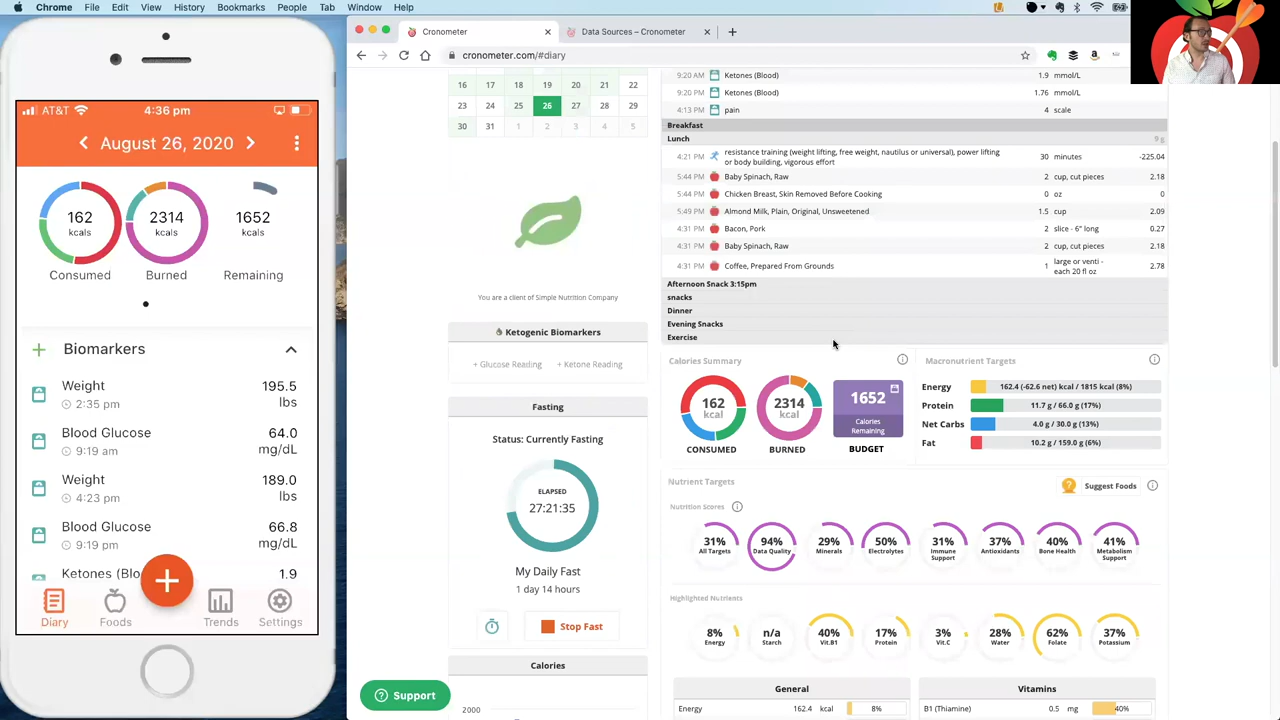 Chrome File Edit View History Bookmarks People Tab Window Help
AT&T 4:36 pm
August 26, 2020
162 kcals
2314 kcals
1652 kcals
Consumed Burned Remaining
Biomarkers
Weight 195.5
2:35 pm lbs
Blood Glucose 64.0
9:19 am mg/dL
Weight 189.0
4:23 pm lbs
Blood Glucose 66.8
9:19 pm mg/dL
Ketones (Blo 1.9
+
Diary Foods Trends Settings
Cronometer × Data Sources – Cronometer × +
cronometer.com/#diary
16 17 18 19 20 21 22
23 24 25 26 27 28 29
30 31 1 2 3 4 5
You are a client of Simple Nutrition Company
Ketogenic Biomarkers
+ Glucose Reading + Ketone Reading
Fasting
Status: Currently Fasting
ELAPSED
27:21:35
My Daily Fast
1 day 14 hours
Stop Fast
Calories
2000
Support
9:20 AM Ketones (Blood) 1.9 mmol/L
9:20 AM Ketones (Blood) 1.76 mmol/L
4:13 PM pain 4 scale
Breakfast
Lunch 9 g
4:21 PM resistance training (weight lifting, free weight, nautilus or universal), power lifting or body building, vigorous effort 30 minutes -225.04
5:44 PM Baby Spinach, Raw 2 cup, cut pieces 2.18
5:44 PM Chicken Breast, Skin Removed Before Cooking 0 oz 0
5:49 PM Almond Milk, Plain, Original, Unsweetened 1.5 cup 2.09
4:31 PM Bacon, Pork 2 slice - 6" long 0.27
4:31 PM Baby Spinach, Raw 2 cup, cut pieces 2.18
4:31 PM Coffee, Prepared From Grounds 1 large or venti - each 20 fl oz 2.78
Afternoon Snack 3:15pm
snacks
Dinner
Evening Snacks
Exercise
Calories Summary
162 kcal
2314 kcal
1652
Calories Remaining
CONSUMED BURNED BUDGET
Macronutrient Targets
Energy 162.4 (-62.6 net) kcal / 1815 kcal (8%)
Protein 11.7 g / 66.0 g (17%)
Net Carbs 4.0 g / 30.0 g (13%)
Fat 10.2 g / 159.0 g (6%)
Nutrient Targets
Suggest Foods
Nutrition Scores
31% All Targets
94% Data Quality
29% Minerals
50% Electrolytes
31% Immune Support
37% Antioxidants
40% Bone Health
41% Metabolism Support
Highlighted Nutrients
8% Energy
n/a Starch
40% Vit.B1
17% Protein
3% Vit.C
28% Water
62% Folate
37% Potassium
General
Energy 162.4 kcal 8%
Vitamins
B1 (Thiamine) 0.5 mg 40%